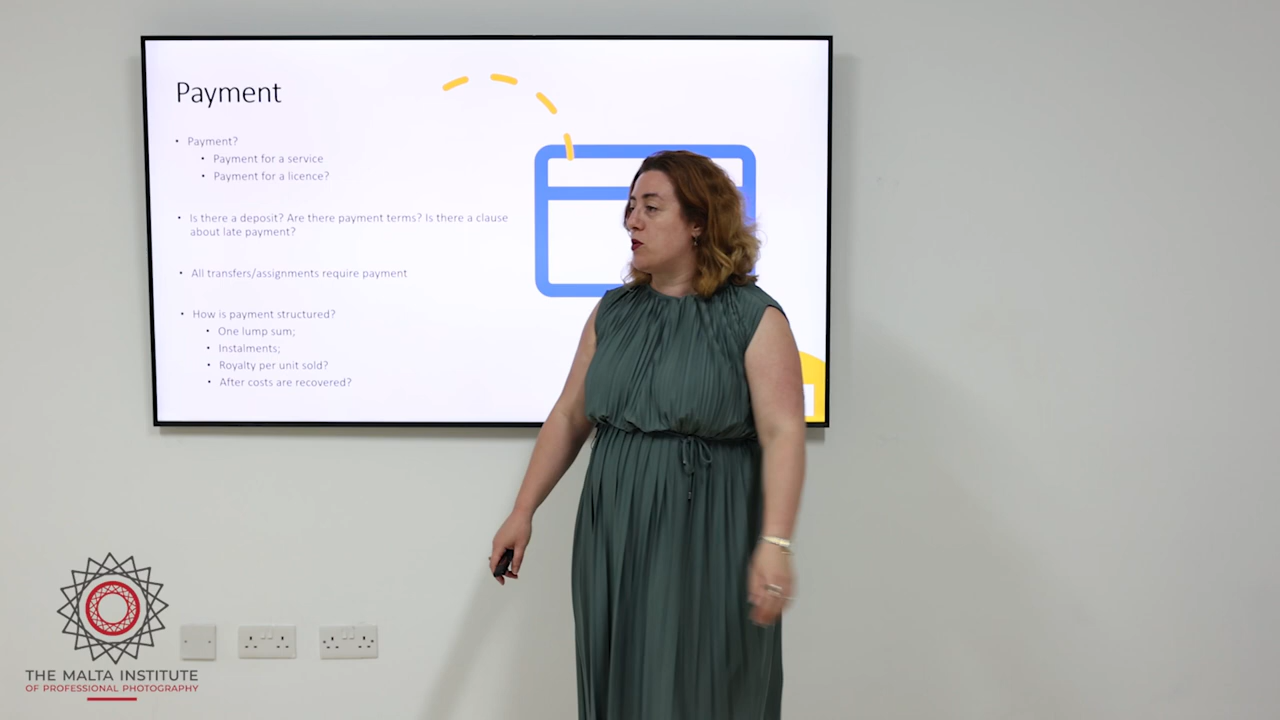 Payment
• Payment?
• Payment for a service
• Payment for a licence?
• Is there a deposit? Are there payment terms? Is there a clause
about late payment?
• All transfers/assignments require payment
• How is payment structured?
• One lump sum;
• Instalments;
• Royalty per unit sold?
• After costs are recovered?
THE MALTA INSTITUTE
OF PROFESSIONAL PHOTOGRAPHY